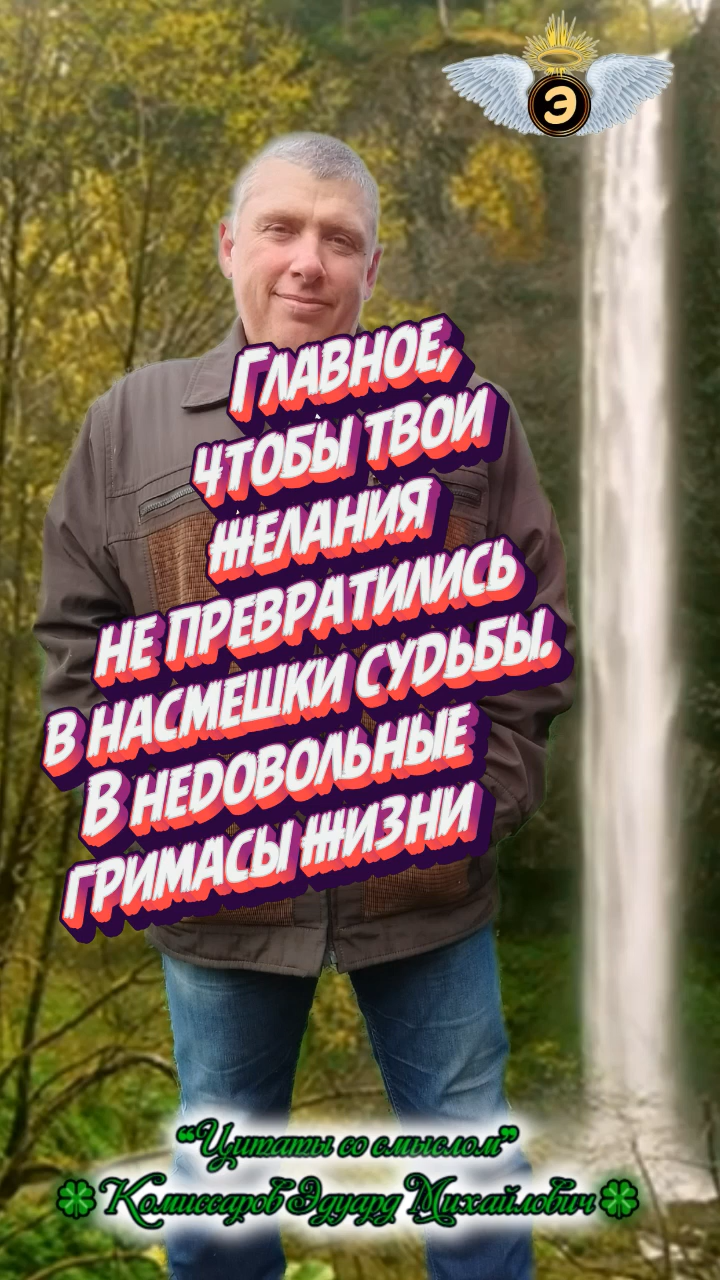 Э
Главное,
чтобы твои
желания
не превратились
в насмешки судьбы.
В недовольные
гримасы жизни
“Цитаты со смыслом”
Комиссаров Эдуард Михайлович